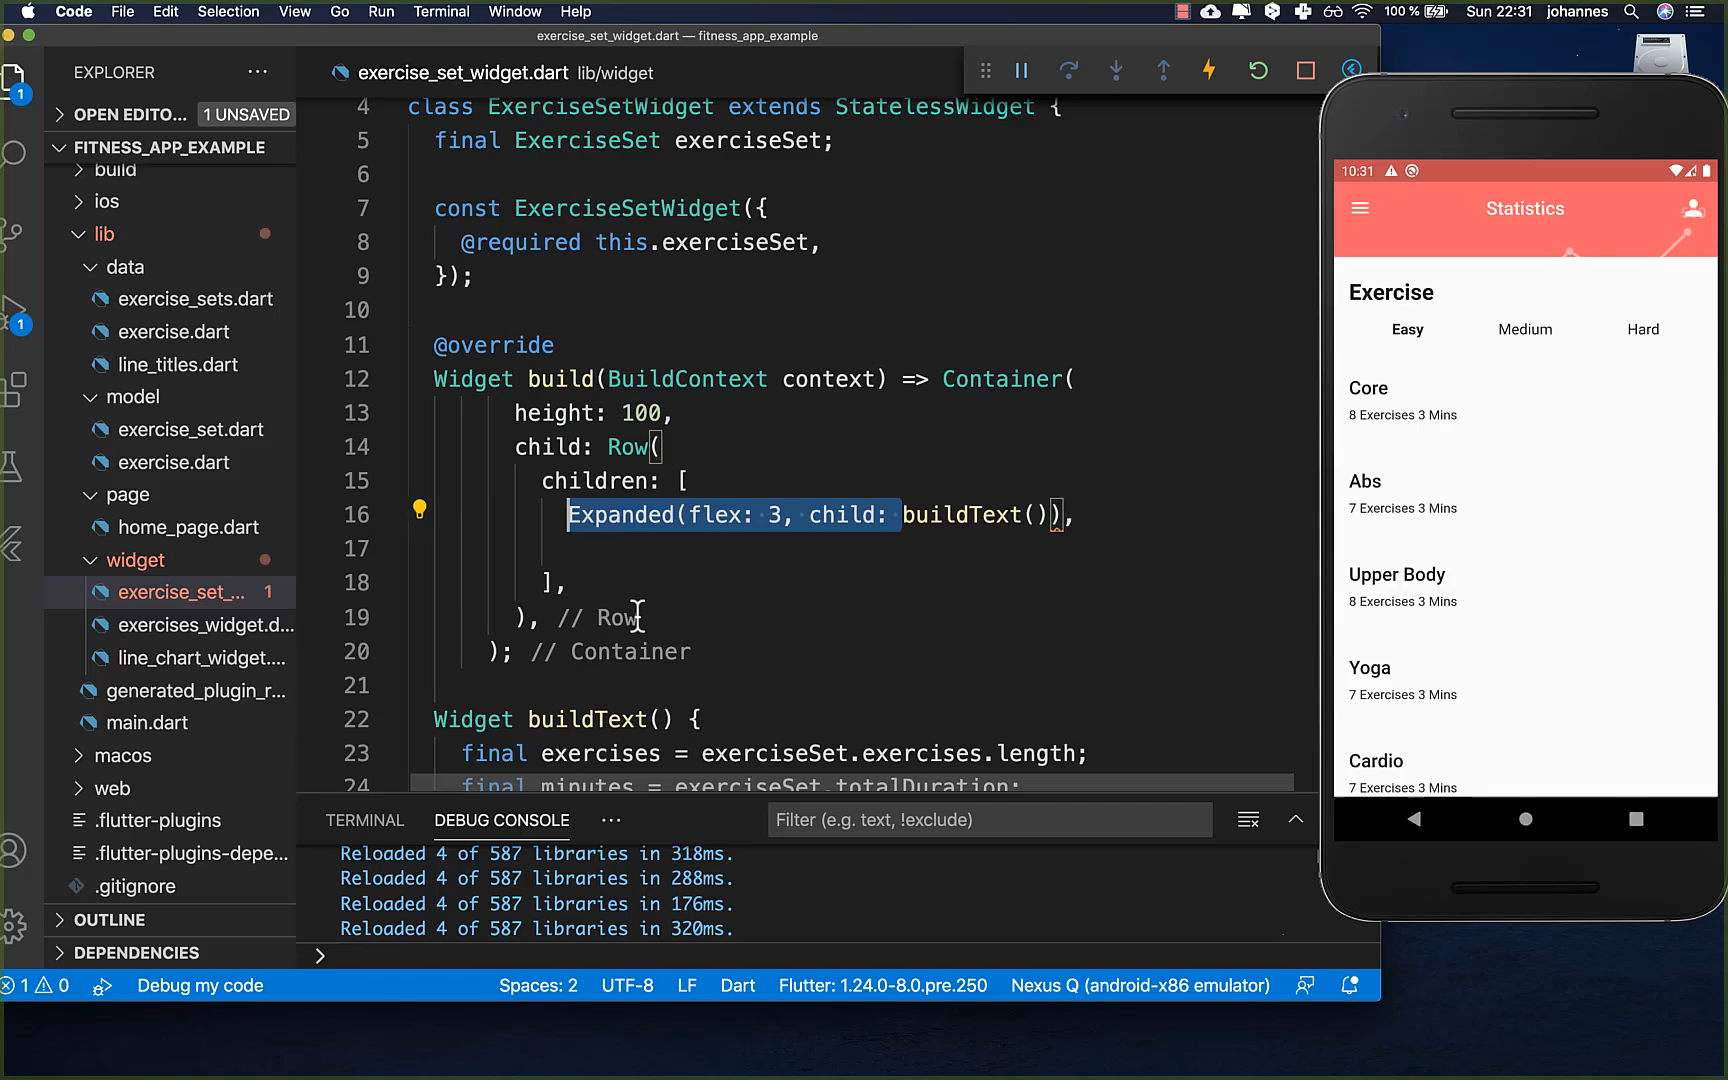 Code File Edit Selection View Go Run Terminal Window Help
100 % Sun 22:31 johannes
exercise_set_widget.dart — fitness_app_example
EXPLORER
OPEN EDITO... 1 UNSAVED
FITNESS_APP_EXAMPLE
build
ios
lib
data
exercise_sets.dart
exercise.dart
line_titles.dart
model
exercise_set.dart
exercise.dart
page
home_page.dart
widget
exercise_set_... 1
exercises_widget.d...
line_chart_widget....
generated_plugin_r...
main.dart
macos
web
.flutter-plugins
.flutter-plugins-depe...
.gitignore
OUTLINE
DEPENDENCIES
1
1
exercise_set_widget.dart lib/widget
4 class ExerciseSetWidget extends StatelessWidget {
5 final ExerciseSet exerciseSet;
6
7 const ExerciseSetWidget({
8 @required this.exerciseSet,
9 });
10
11 @override
12 Widget build(BuildContext context) => Container(
13 height: 100,
14 child: Row(
15 children: [
16 Expanded(flex: 3, child: buildText()),
17
18 ],
19 ), // Row
20 ); // Container
21
22 Widget buildText() {
23 final exercises = exerciseSet.exercises.length;
24 final minutes = exerciseSet.totalDuration;
TERMINAL DEBUG CONSOLE ... Filter (e.g. text, !exclude)
Reloaded 4 of 587 libraries in 318ms.
Reloaded 4 of 587 libraries in 288ms.
Reloaded 4 of 587 libraries in 176ms.
Reloaded 4 of 587 libraries in 320ms.
1 0 Debug my code Spaces: 2 UTF-8 LF Dart Flutter: 1.24.0-8.0.pre.250 Nexus Q (android-x86 emulator)
10:31
Statistics
Exercise
Easy Medium Hard
Core
8 Exercises 3 Mins
Abs
7 Exercises 3 Mins
Upper Body
8 Exercises 3 Mins
Yoga
7 Exercises 3 Mins
Cardio
7 Exercises 3 Mins